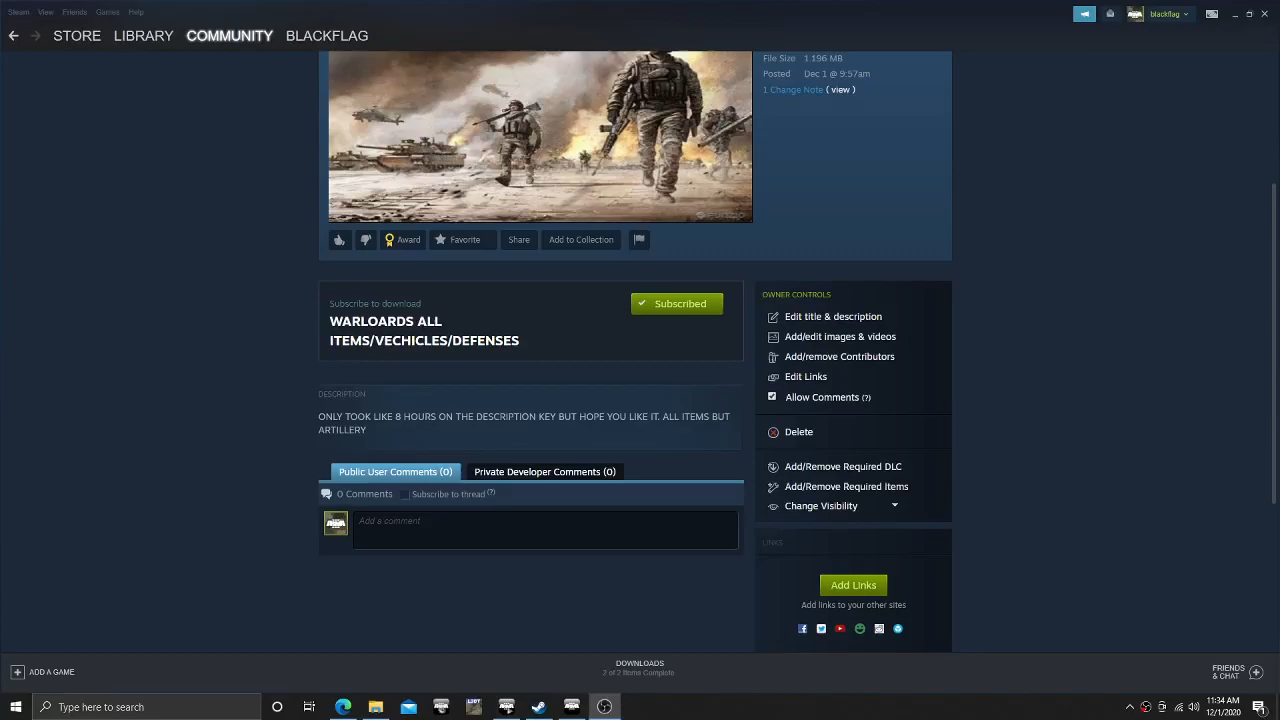 Steam View Friends Games Help
blackflag
STORE LIBRARY COMMUNITY BLACKFLAG
File Size 1.196 MB
Posted Dec 1 @ 9:57am
1 Change Note ( view )
Award Favorite Share Add to Collection
Subscribe to download
WARLOARDS ALL
ITEMS/VECHICLES/DEFENSES
Subscribed
DESCRIPTION
ONLY TOOK LIKE 8 HOURS ON THE DESCRIPTION KEY BUT HOPE YOU LIKE IT. ALL ITEMS BUT
ARTILLERY
Public User Comments (0) Private Developer Comments (0)
0 Comments Subscribe to thread (?)
Add a comment
OWNER CONTROLS
Edit title & description
Add/edit images & videos
Add/remove Contributors
Edit Links
Allow Comments (?)
Delete
Add/Remove Required DLC
Add/Remove Required Items
Change Visibility
LINKS
Add Links
Add links to your other sites
ADD A GAME
DOWNLOADS
2 of 2 Items Complete
FRIENDS
& CHAT
Type here to search
11:34 AM
12/1/2020